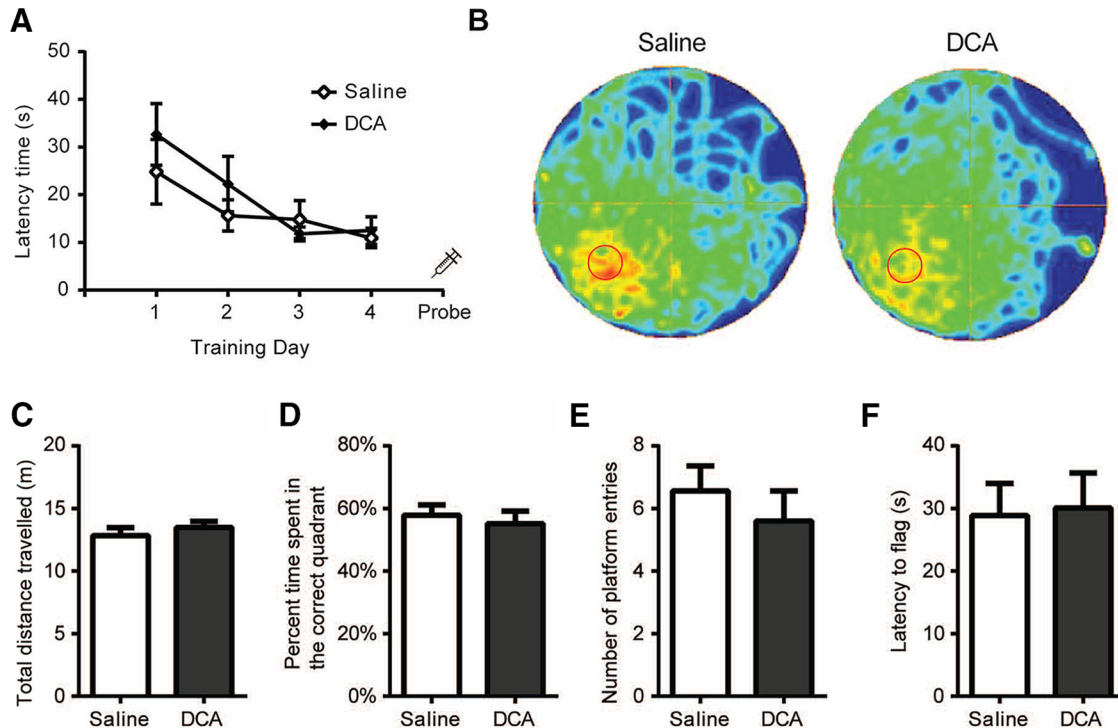 A
50
40
30
20
10
0
Latency time (s)
Saline
DCA
1 2 3 4 Probe
Training Day
B
Saline DCA
C
Total distance travelled (m)
20
15
10
5
0
Saline DCA
D
Percent time spent in
the correct quadrant
80%
60%
40%
20%
0%
Saline DCA
E
Number of platform entries
8
6
4
2
0
Saline DCA
F
Latency to flag (s)
40
30
20
10
0
Saline DCA